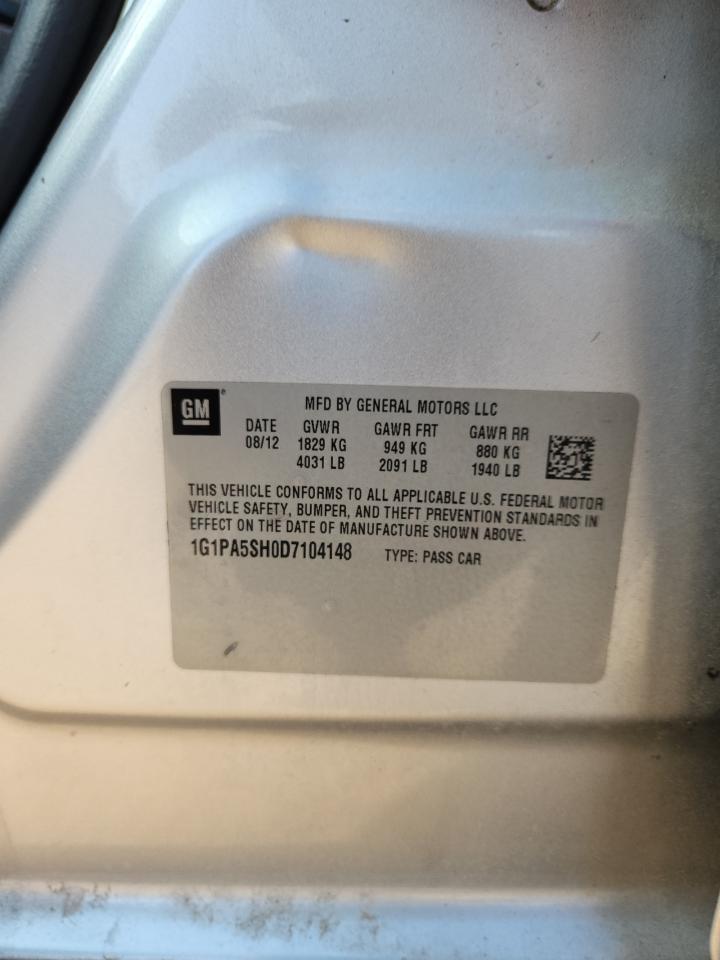 GM®
MFD BY GENERAL MOTORS LLC
DATE GVWR GAWR FRT GAWR RR
08/12 1829 KG 949 KG 880 KG
4031 LB 2091 LB 1940 LB
THIS VEHICLE CONFORMS TO ALL APPLICABLE U.S. FEDERAL MOTOR
VEHICLE SAFETY, BUMPER, AND THEFT PREVENTION STANDARDS IN
EFFECT ON THE DATE OF MANUFACTURE SHOWN ABOVE.
1G1PA5SH0D7104148 TYPE: PASS CAR